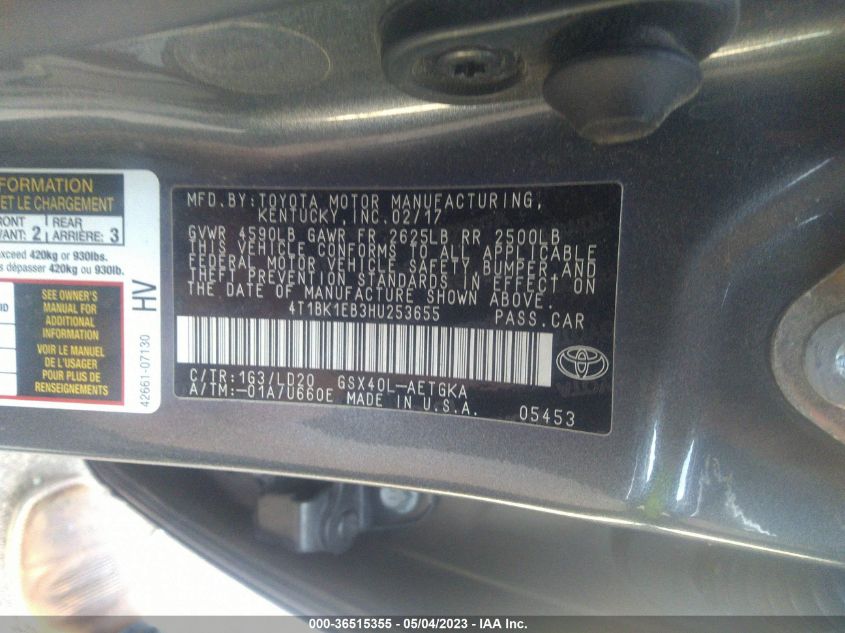 FORMATION
ET LE CHARGEMENT
RONT
ANT: 2
REAR
ARRIÈRE: 3
exceed 420kg or 930lbs.
s dépasser 420kg ou 930lb.
ID
SEE OWNER'S
MANUAL FOR
ADDITIONAL
INFORMATION
VOIR LE MANUEL
DE L'USAGER
POUR PLUS DE
RENSEIGNEMENTS
HV
42661-07130
MFD.BY:TOYOTA MOTOR MANUFACTURING,
KENTUCKY, INC. 02/17
GVWR 4590LB GAWR FR 2625LB RR 2500LB
THIS VEHICLE CONFORMS TO ALL APPLICABLE
FEDERAL MOTOR VEHICLE SAFETY, BUMPER AND
THEFT PREVENTION STANDARDS IN EFFECT ON
THE DATE OF MANUFACTURE SHOWN ABOVE.
4T1BK1EB3HU253655 PASS.CAR
C/TR:1G3/LD20 GSX40L-AETGKA
A/TM:-01A/U660E MADE IN U.S.A. 05453
000-36515355 - 05/04/2023 - IAA Inc.